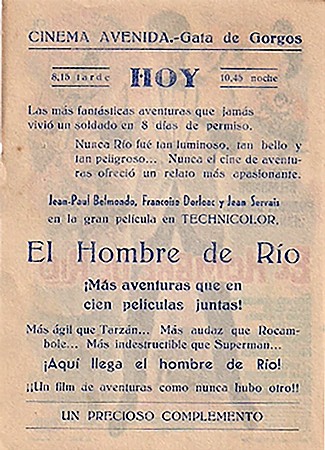 CINEMA AVENIDA.-Gata de Gorgos
8,15 tarde HOY 10,45 noche
Las más fantásticas aventuras que jamás
vivió un soldado en 8 días de permiso.
Nunca Río fué tan luminoso, tan bello y
tan peligroso... Nunca el cine de aventu-
ras ofreció un relato más apasionante.
Jean-Paul Belmondo, Francoise Dorleac y Jean Servais
en la gran película en TECHNICOLOR.
El Hombre de Río
¡Más aventuras que en
cien películas juntas!
Más ágil que Tarzán... Más audaz que Rocam-
bole... Más indestructible que Superman...
¡Aquí llega el hombre de Río!
¡¡Un film de aventuras como nunca hubo otro!!
UN PRECIOSO COMPLEMENTO